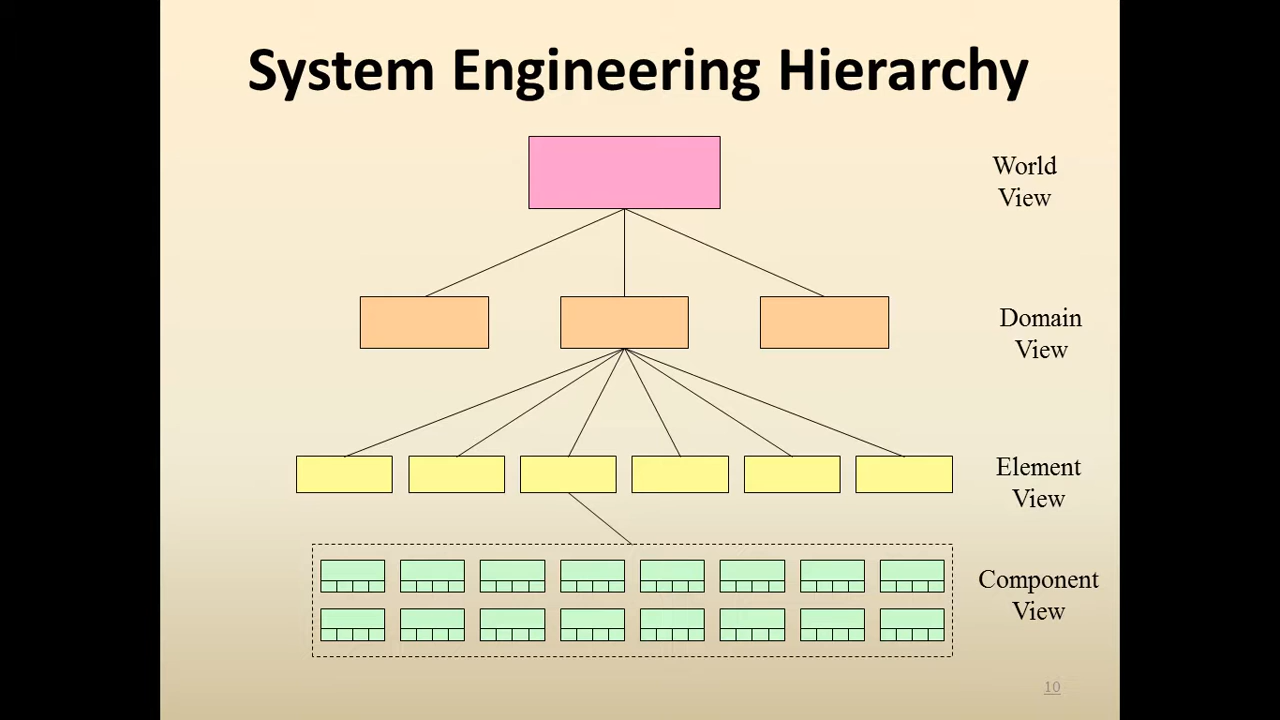 System Engineering Hierarchy
World
View
Domain
View
Element
View
Component
View
10